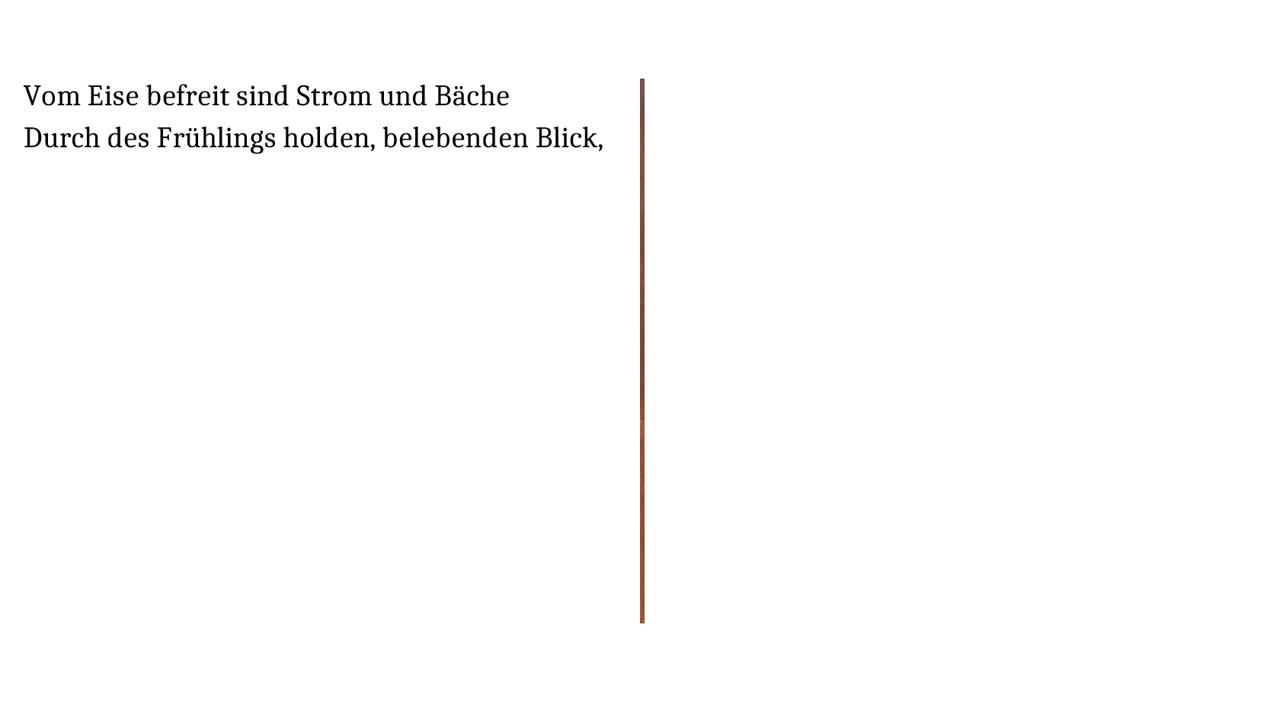 Vom Eise befreit sind Strom und Bäche
Durch des Frühlings holden, belebenden Blick,